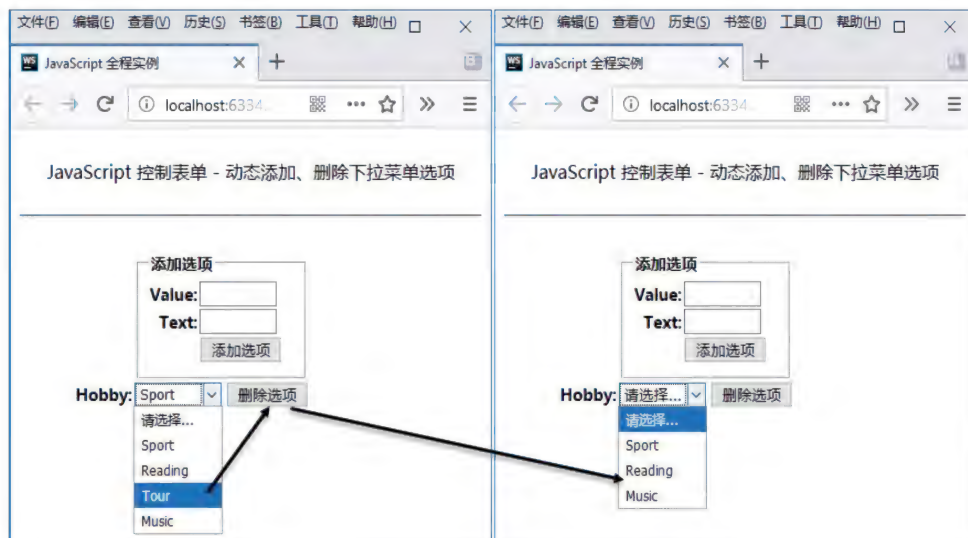 文件(F) 编辑(E) 查看(V) 历史(S) 书签(B) 工具(T) 帮助(H)
JavaScript 全程实例
localhost:6334
JavaScript 控制表单 - 动态添加、删除下拉菜单选项
添加选项
Value:
Text:
添加选项
Hobby: Sport 删除选项
请选择...
Sport
Reading
Tour
Music
文件(F) 编辑(E) 查看(V) 历史(S) 书签(B) 工具(T) 帮助(H)
JavaScript 全程实例
localhost:6334
JavaScript 控制表单 - 动态添加、删除下拉菜单选项
添加选项
Value:
Text:
添加选项
Hobby: 请选择... 删除选项
请选择...
Sport
Reading
Music